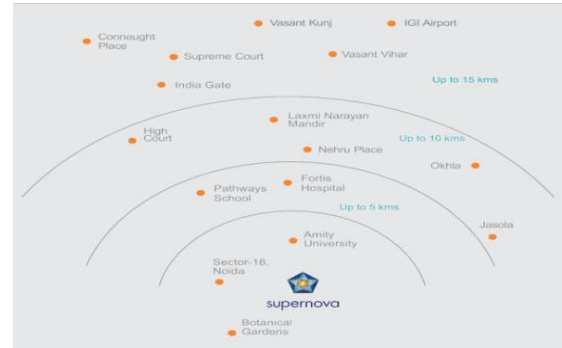 Vasant Kunj
IGI Airport
Connaught
Place
Supreme Court
Vasant Vihar
India Gate
Up to 15 kms
Laxmi Narayan
Mandir
High
Court
Up to 10 kms
Nehru Place
Okhla
Fortis
Hospital
Pathways
School
Up to 5 kms
Jasola
Amity
University
Sector-18,
Noida
supernova
Botanical
Gardens